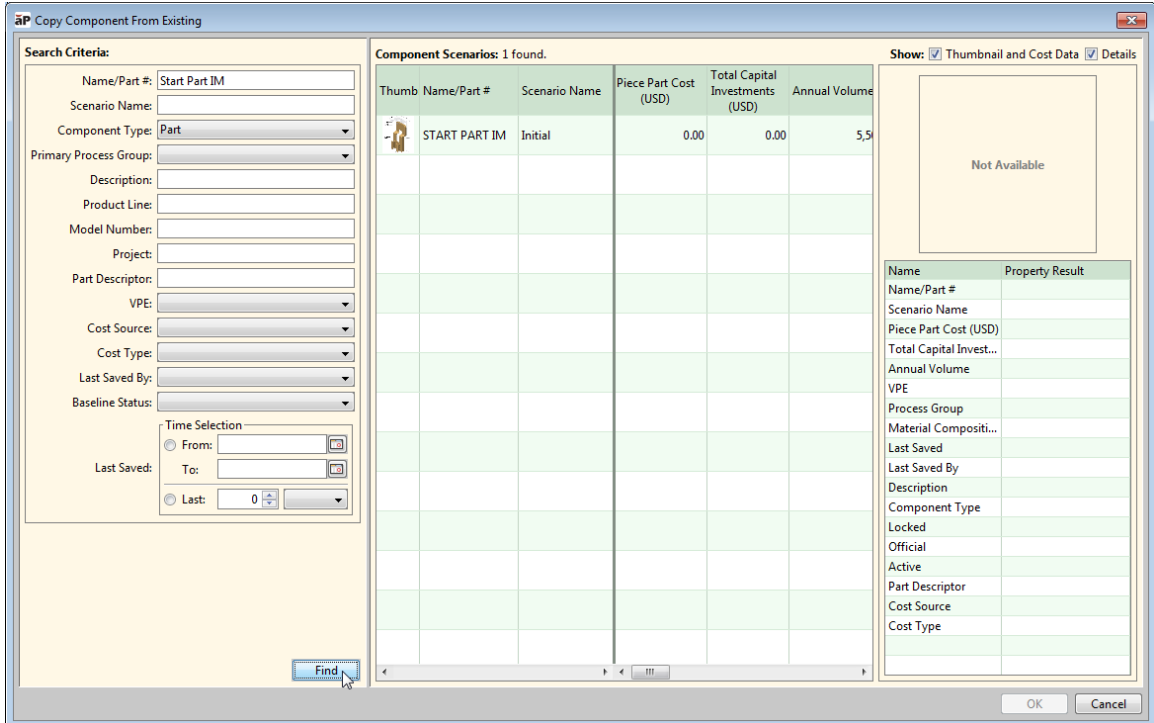 aP Copy Component From Existing
Search Criteria:
Name/Part #: Start Part IM
Scenario Name:
Component Type: Part
Primary Process Group:
Description:
Product Line:
Model Number:
Project:
Part Descriptor:
VPE:
Cost Source:
Cost Type:
Last Saved By:
Baseline Status:
Time Selection
From:
Last Saved: To:
Last: 0
Find
Component Scenarios: 1 found.
Thumb Name/Part # Scenario Name Piece Part Cost (USD) Total Capital Investments (USD) Annual Volume
START PART IM Initial 0.00 0.00 5,50
Show: Thumbnail and Cost Data Details
Not Available
Name Property Result
Name/Part #
Scenario Name
Piece Part Cost (USD)
Total Capital Invest...
Annual Volume
VPE
Process Group
Material Compositi...
Last Saved
Last Saved By
Description
Component Type
Locked
Official
Active
Part Descriptor
Cost Source
Cost Type
OK Cancel